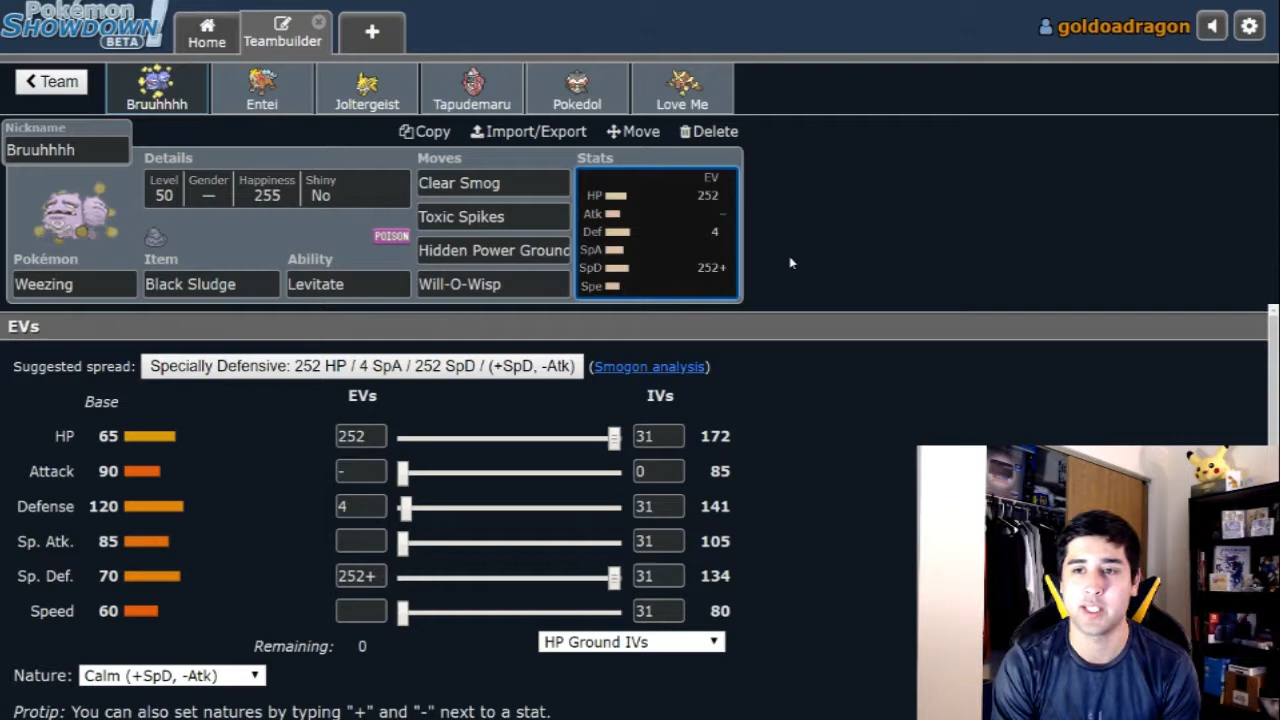 Pokémon
SHOWDOWN!
BETA
Home
Teambuilder
+
goldoadragon
Team
Bruuhhhh
Entei
Joltergeist
Tapudemaru
Pokedol
Love Me
Copy
Import/Export
Move
Delete
Nickname
Bruuhhhh
Details
Level
50
Gender
—
Happiness
255
Shiny
No
POISON
Pokémon
Weezing
Item
Black Sludge
Ability
Levitate
Moves
Clear Smog
Toxic Spikes
Hidden Power Ground
Will-O-Wisp
Stats
EV
HP 252
Atk –
Def 4
SpA
SpD 252+
Spe
EVs
Suggested spread: Specially Defensive: 252 HP / 4 SpA / 252 SpD / (+SpD, -Atk) (Smogon analysis)
Base EVs IVs
HP 65 252 31 172
Attack 90 - 0 85
Defense 120 4 31 141
Sp. Atk. 85 31 105
Sp. Def. 70 252+ 31 134
Speed 60 31 80
Remaining: 0 HP Ground IVs
Nature: Calm (+SpD, -Atk)
Protip: You can also set natures by typing "+" and "-" next to a stat.